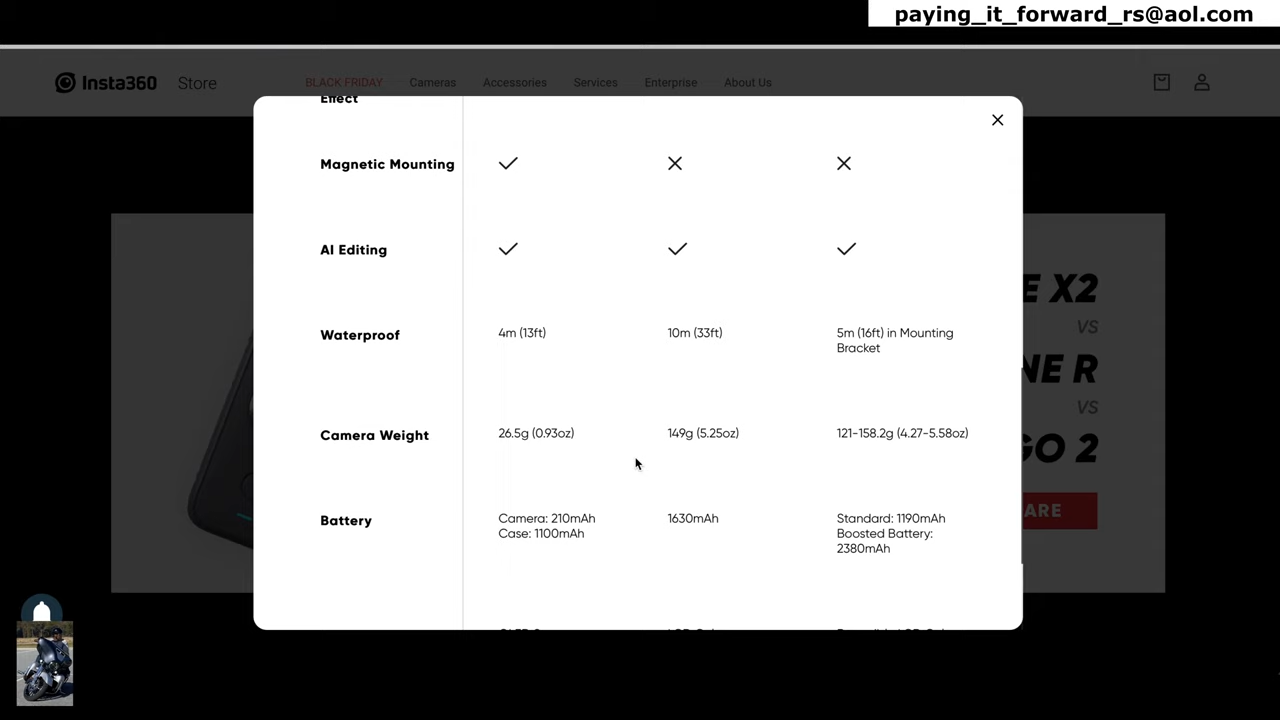 paying_it_forward_rs@aol.com
Insta360 Store BLACK FRIDAY Cameras Accessories Services Enterprise About Us
Effect
Magnetic Mounting
AI Editing
Waterproof 4m (13ft) 10m (33ft) 5m (16ft) in Mounting
Bracket
Camera Weight 26.5g (0.93oz) 149g (5.25oz) 121-158.2g (4.27-5.58oz)
Battery Camera: 210mAh 1630mAh Standard: 1190mAh
Case: 1100mAh Boosted Battery:
2380mAh
E X2
VS
NE R
VS
GO 2
ARE